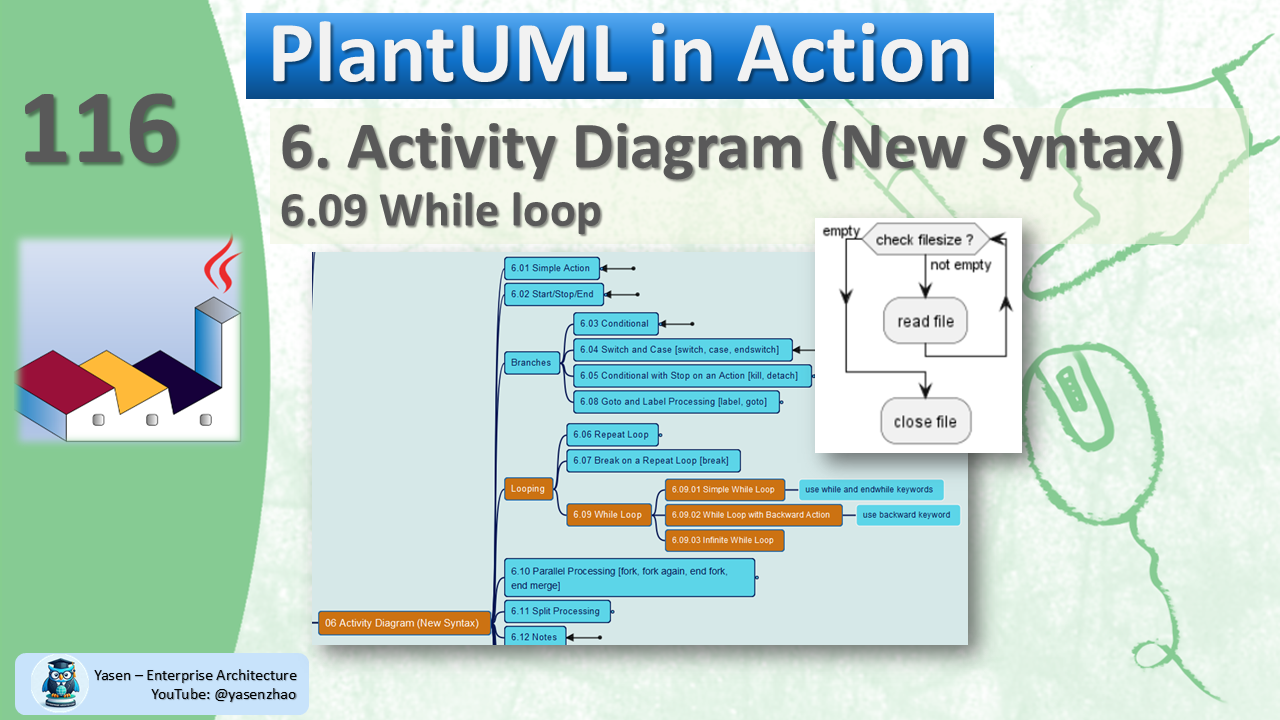 PlantUML in Action
116
6. Activity Diagram (New Syntax)
6.09 While loop
empty
check filesize ?
not empty
read file
close file
6.01 Simple Action
6.02 Start/Stop/End
Branches
6.03 Conditional
6.04 Switch and Case [switch, case, endswitch]
6.05 Conditional with Stop on an Action [kill, detach]
6.08 Goto and Label Processing [label, goto]
Looping
6.06 Repeat Loop
6.07 Break on a Repeat Loop [break]
6.09 While Loop
6.09.01 Simple While Loop
use while and endwhile keywords
6.09.02 While Loop with Backward Action
use backward keyword
6.09.03 Infinite While Loop
6.10 Parallel Processing [fork, fork again, end fork,
end merge]
6.11 Split Processing
06 Activity Diagram (New Syntax)
6.12 Notes
Yasen – Enterprise Architecture
YouTube: @yasenzhao